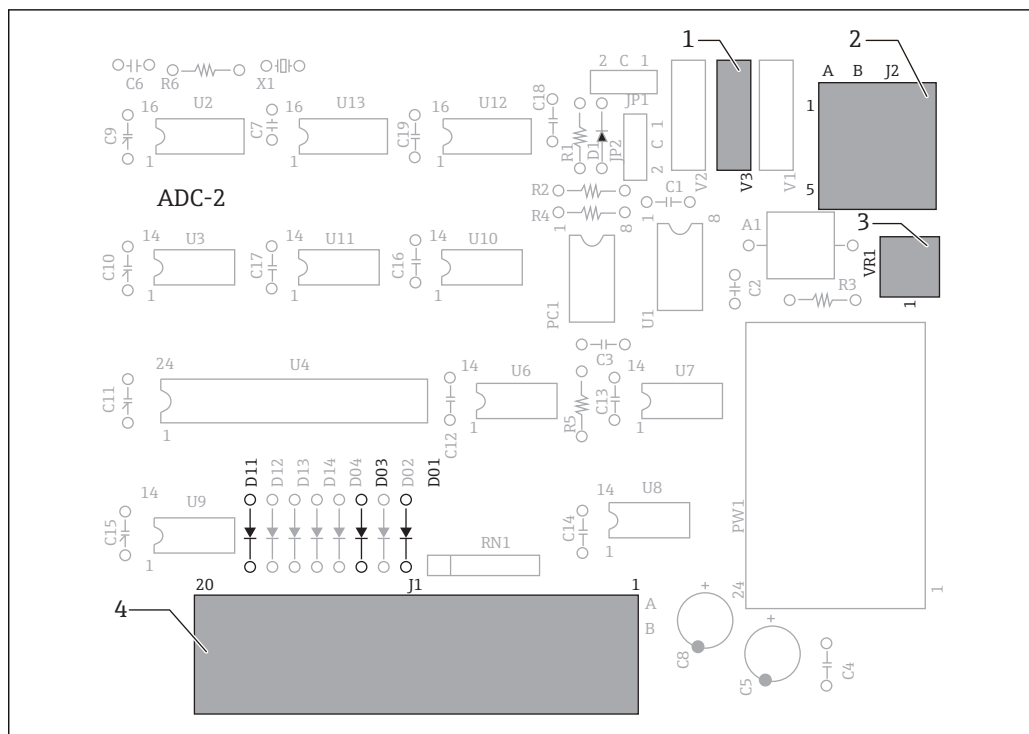 1
2
2 C 1
A B J2
C6
R6
X1
16 U2
16 U13
16 U12
C18
JP1
1
C9
C7
C19
R1
D1
JP2
2 C 1
1
1
1
V2
V3
V1
5
ADC-2
R2
C1
R4
1
8
1
8
A1
3
14 U3
14 U11
14 U10
VR1
C10
C17
C16
C2
R3
1
1
1
1
PC1
U1
C3
24 U4
14 U6
14 U7
C11
C12
R5
C13
1
1
1
D11
D12
D13
D14
D04
D03
D02
D01
14 U9
14 U8
C15
C14
PW1
RN1
1
1
20 J1 1
24
1
4
A
B
+
+
C8
C5
C4